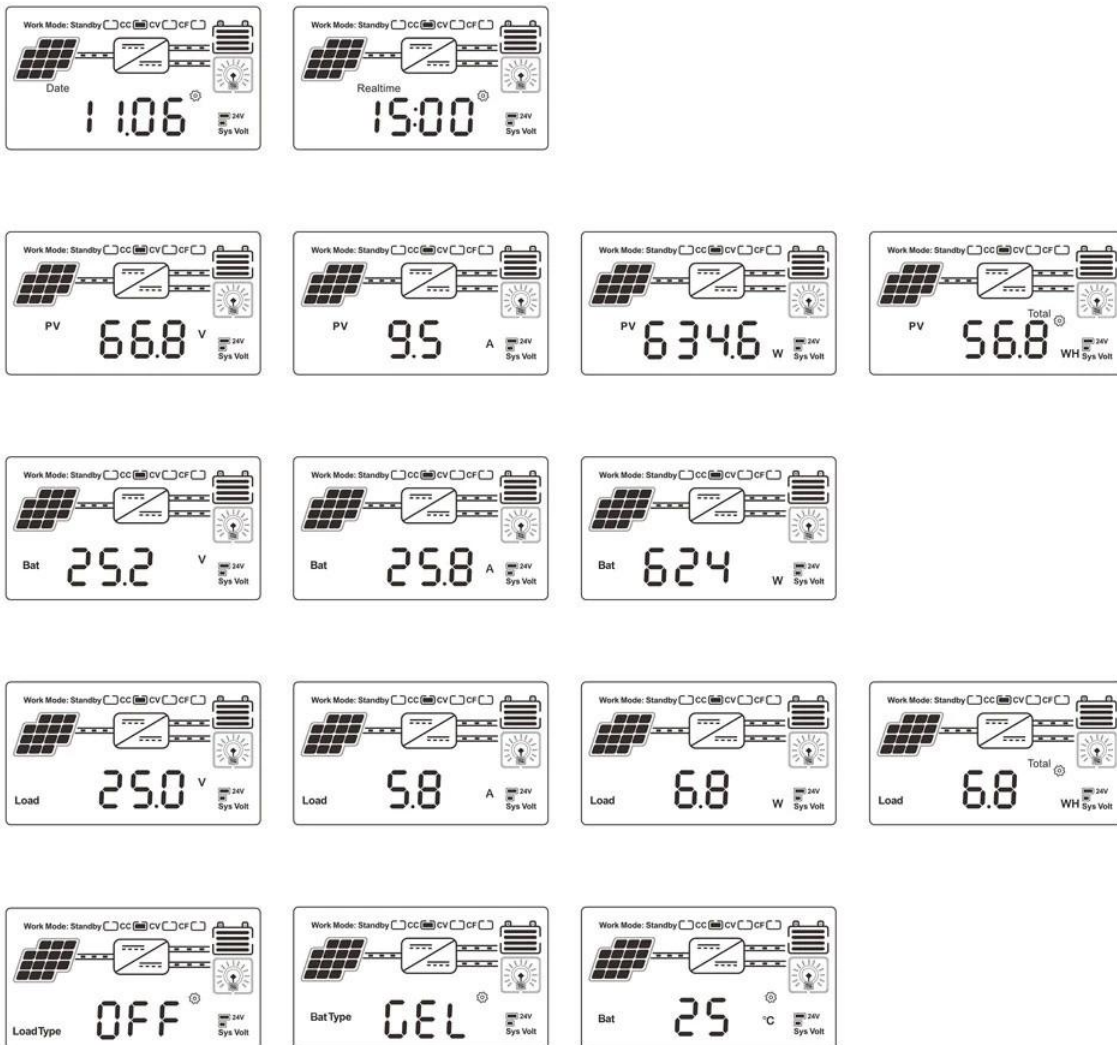 Work Mode: Standby CC CV CF
Date
11.06
24V
Sys Volt
Work Mode: Standby CC CV CF
Realtime
15:00
24V
Sys Volt
Work Mode: Standby CC CV CF
PV 66.8 V
24V
Sys Volt
Work Mode: Standby CC CV CF
PV 9.5 A
24V
Sys Volt
Work Mode: Standby CC CV CF
PV 634.6 W
24V
Sys Volt
Work Mode: Standby CC CV CF
Total
PV 56.8 WH
24V
Sys Volt
Work Mode: Standby CC CV CF
Bat 25.2 V
24V
Sys Volt
Work Mode: Standby CC CV CF
Bat 25.8 A
24V
Sys Volt
Work Mode: Standby CC CV CF
Bat 624 W
24V
Sys Volt
Work Mode: Standby CC CV CF
Load 25.0 V
24V
Sys Volt
Work Mode: Standby CC CV CF
Load 5.8 A
24V
Sys Volt
Work Mode: Standby CC CV CF
Load 6.8 W
24V
Sys Volt
Work Mode: Standby CC CV CF
Total
Load 6.8 WH
24V
Sys Volt
Work Mode: Standby CC CV CF
LoadType OFF
24V
Sys Volt
Work Mode: Standby CC CV CF
BatType GEL
24V
Sys Volt
Work Mode: Standby CC CV CF
Bat 25 °C
24V
Sys Volt